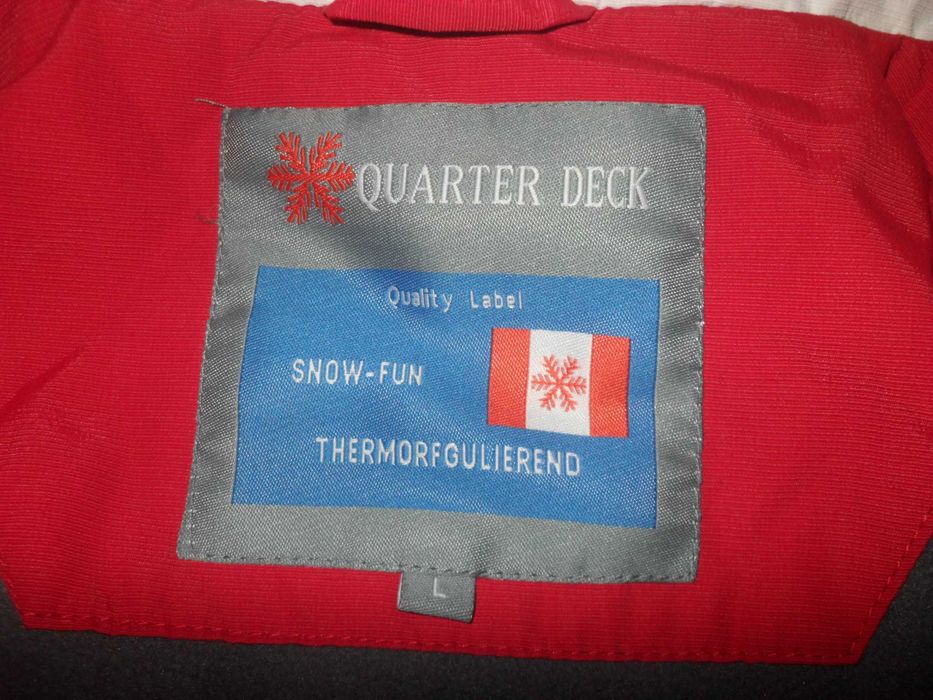 QUARTER DECK
Quality Label
SNOW-FUN
THERMORFGULIEREND
L